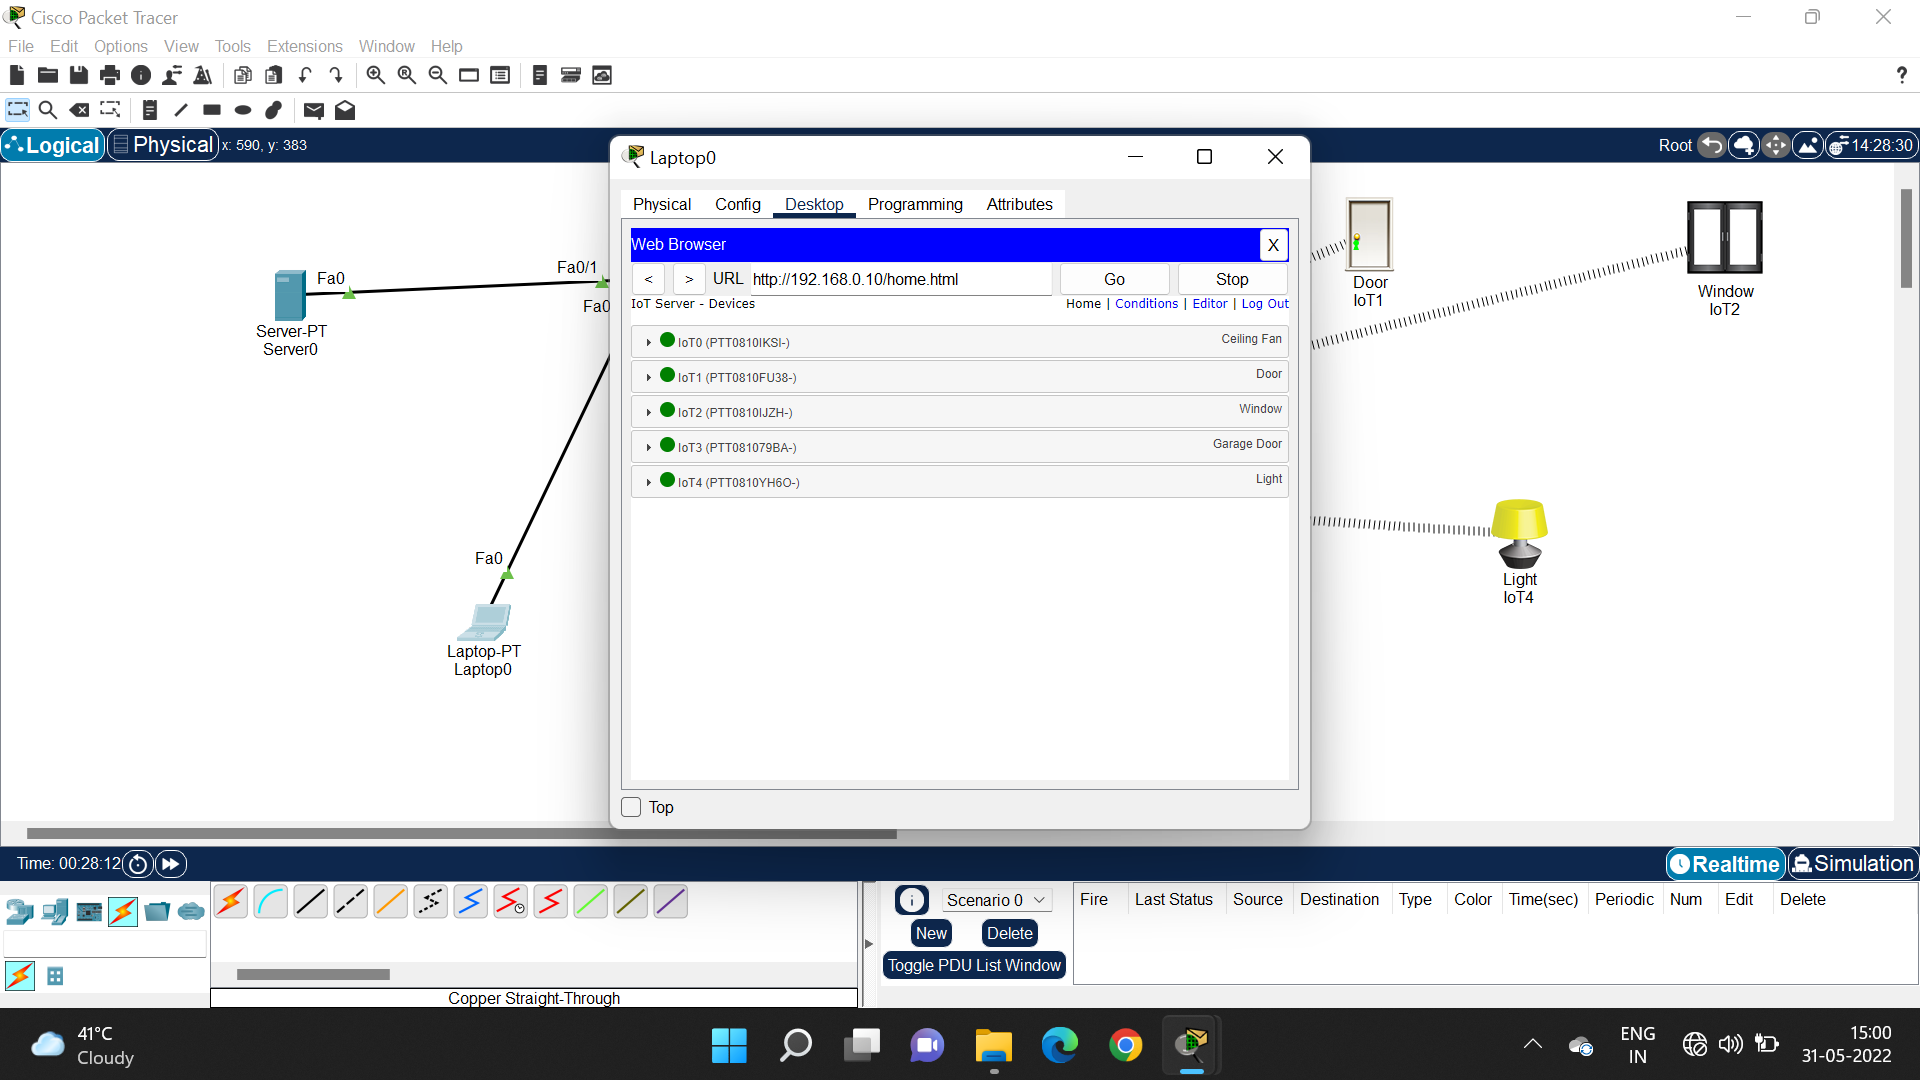 Cisco Packet Tracer
File Edit Options View Tools Extensions Window Help
?
Logical Physical x: 590, y: 383
Root 14:28:30
Laptop0
Physical Config Desktop Programming Attributes
Web Browser X
< > URL http://192.168.0.10/home.html Go Stop
IoT Server - Devices Home | Conditions | Editor | Log Out
IoT0 (PTT0810IKSI-) Ceiling Fan
IoT1 (PTT0810FU38-) Door
IoT2 (PTT0810IJZH-) Window
IoT3 (PTT081079BA-) Garage Door
IoT4 (PTT0810YH6O-) Light
Top
Fa0
Fa0/1
Fa0
Server-PT
Server0
Fa0
Laptop-PT
Laptop0
Door
IoT1
Window
IoT2
Light
IoT4
Time: 00:28:12
Realtime Simulation
Scenario 0
New Delete
Toggle PDU List Window
Fire Last Status Source Destination Type Color Time(sec) Periodic Num Edit Delete
Copper Straight-Through
41°C
Cloudy
ENG
IN
15:00
31-05-2022